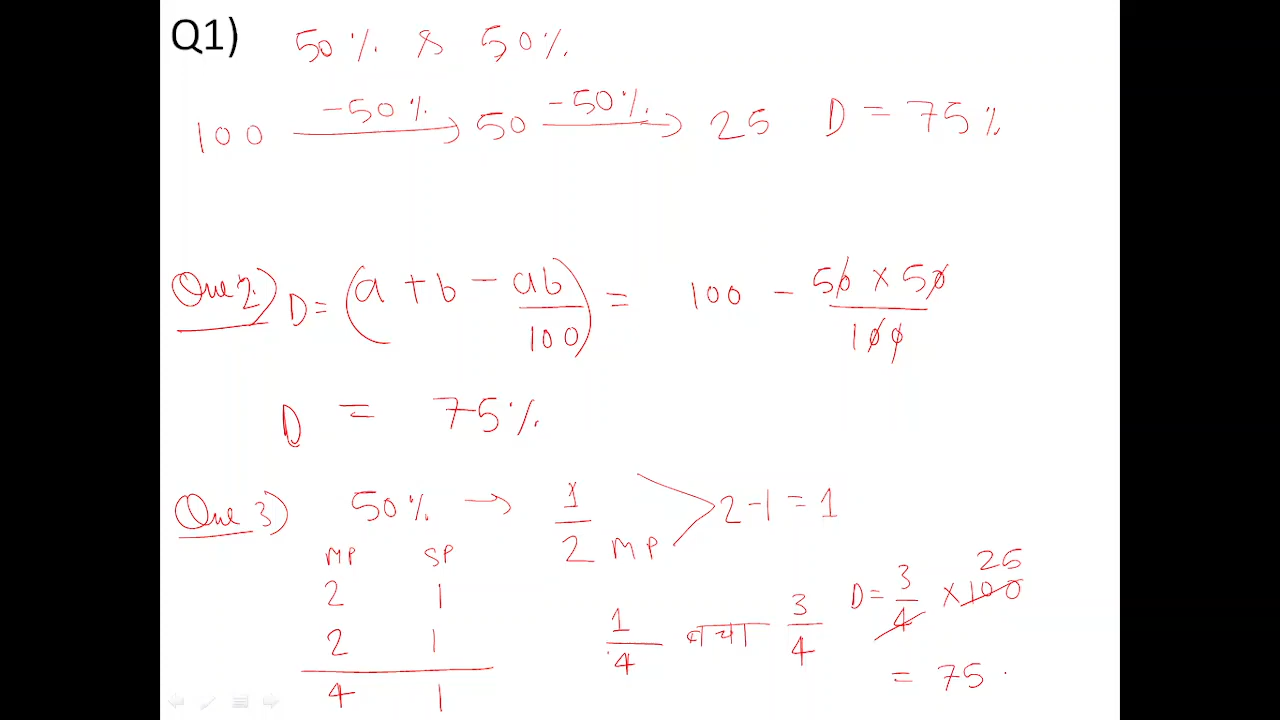 Q1) 50% & 50%
100 -50%→ 50 -50%→ 25 D = 75%
One 2) D = (a + b - ab/100) = 100 - 50 x 50/100
D = 75%
One 3) 50% → 1/2 MP 2-1 = 1
MP SP
2 1
2 1
4 1
1/4 बचा 3/4 D = 3/4 x 100 25
= 75